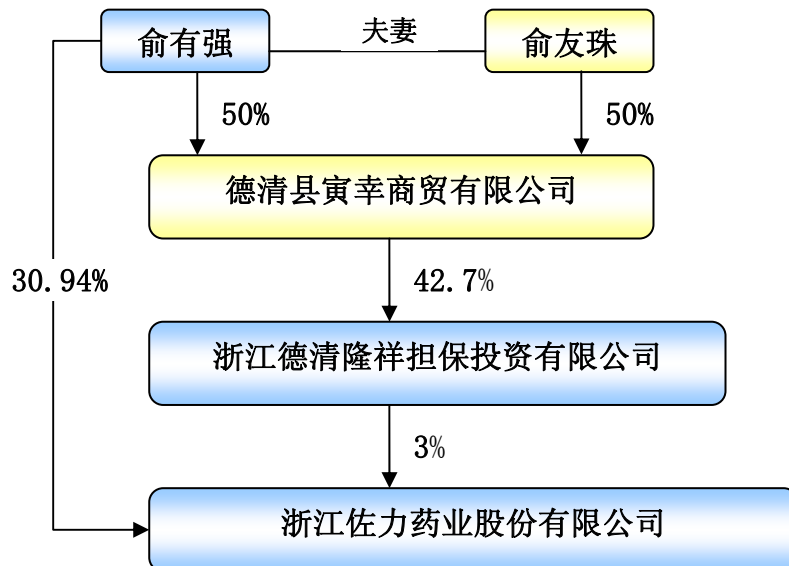 俞有强
夫妻
俞友珠
50%
50%
德清县寅幸商贸有限公司
30.94%
42.7%
浙江德清隆祥担保投资有限公司
3%
浙江佐力药业股份有限公司